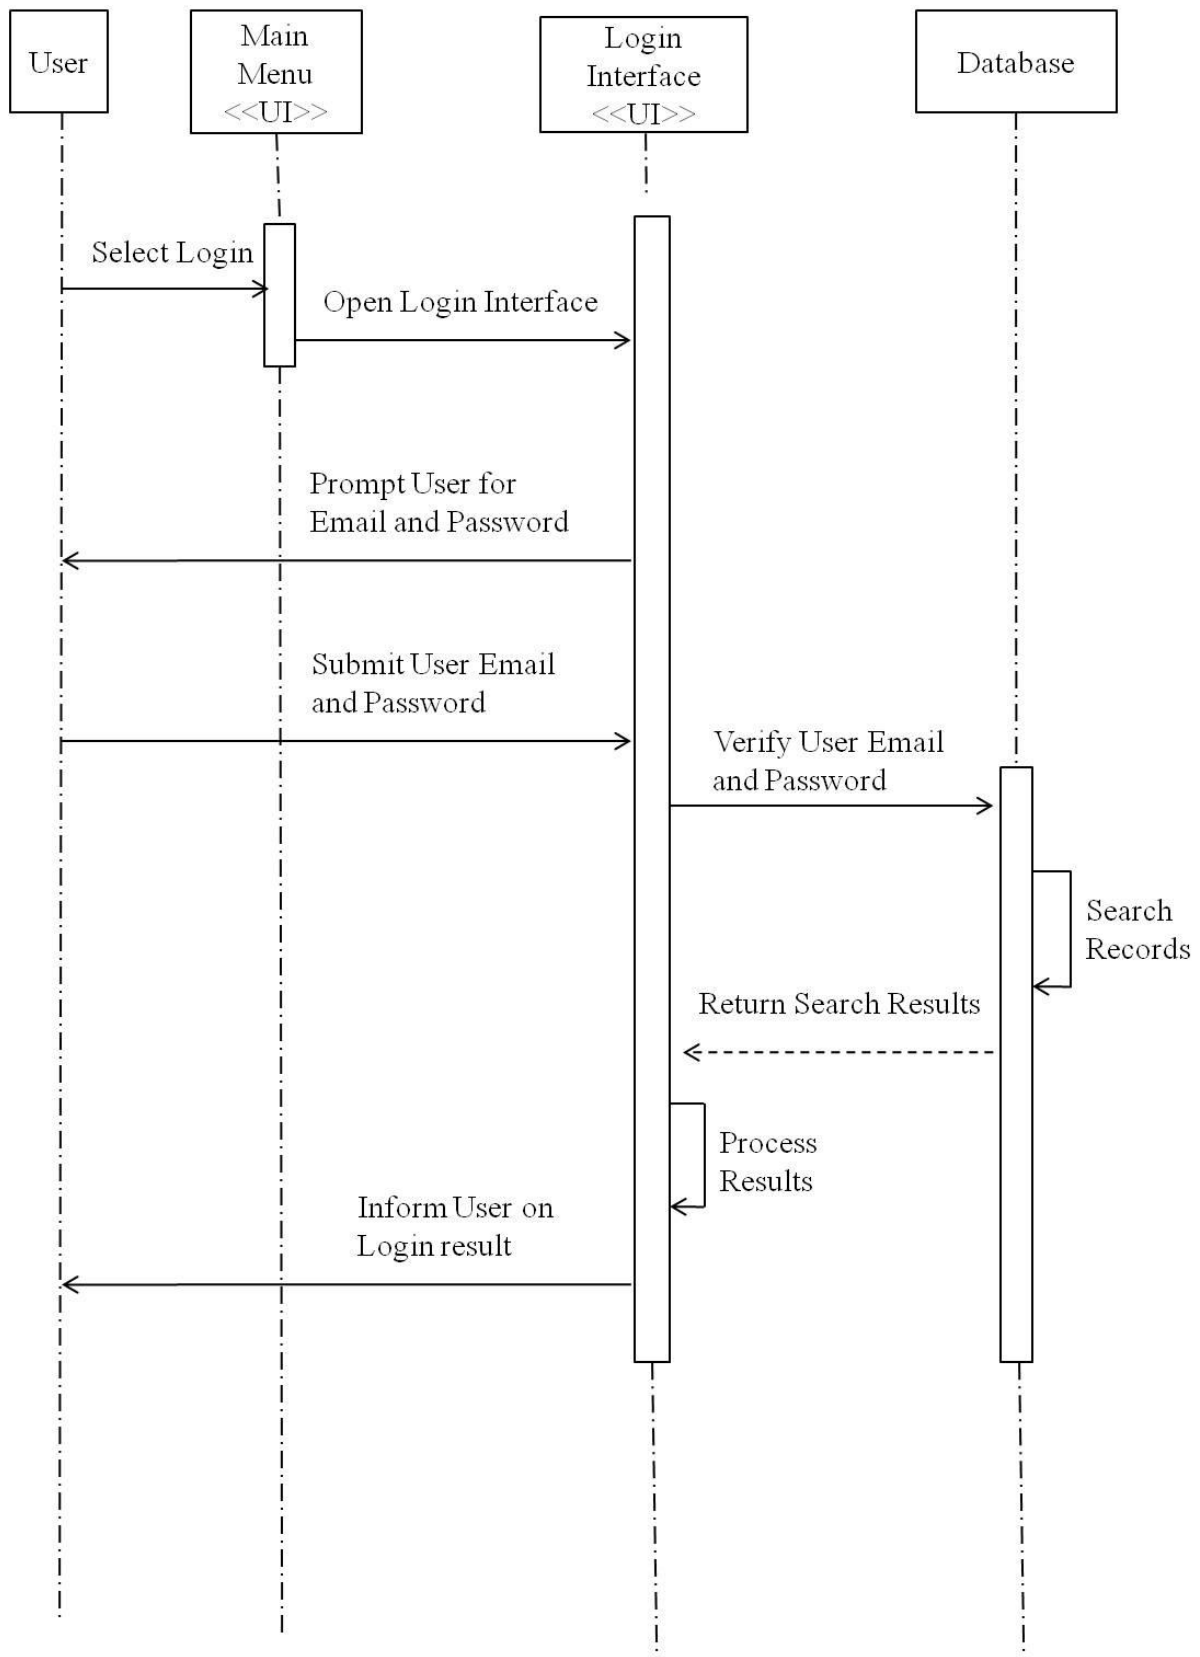 User
Main
Menu
<<UI>>
Login
Interface
<<UI>>
Database
Select Login
Open Login Interface
Prompt User for
Email and Password
Submit User Email
and Password
Verify User Email
and Password
Search
Records
Return Search Results
Process
Results
Inform User on
Login result